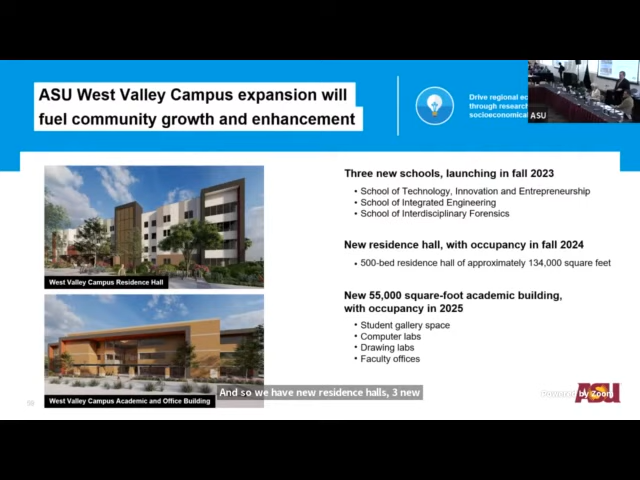 ASU West Valley Campus expansion will
fuel community growth and enhancement
Drive regional
through research
socioeconomical
ASU
Three new schools, launching in fall 2023
• School of Technology, Innovation and Entrepreneurship
• School of Integrated Engineering
• School of Interdisciplinary Forensics
West Valley Campus Residence Hall
New residence hall, with occupancy in fall 2024
• 500-bed residence hall of approximately 134,000 square feet
New 55,000 square-foot academic building,
with occupancy in 2025
• Student gallery space
• Computer labs
• Drawing labs
• Faculty offices
West Valley Campus Academic and Office Building
And so we have new residence halls, 3 new
Powered by Zoom
ASU